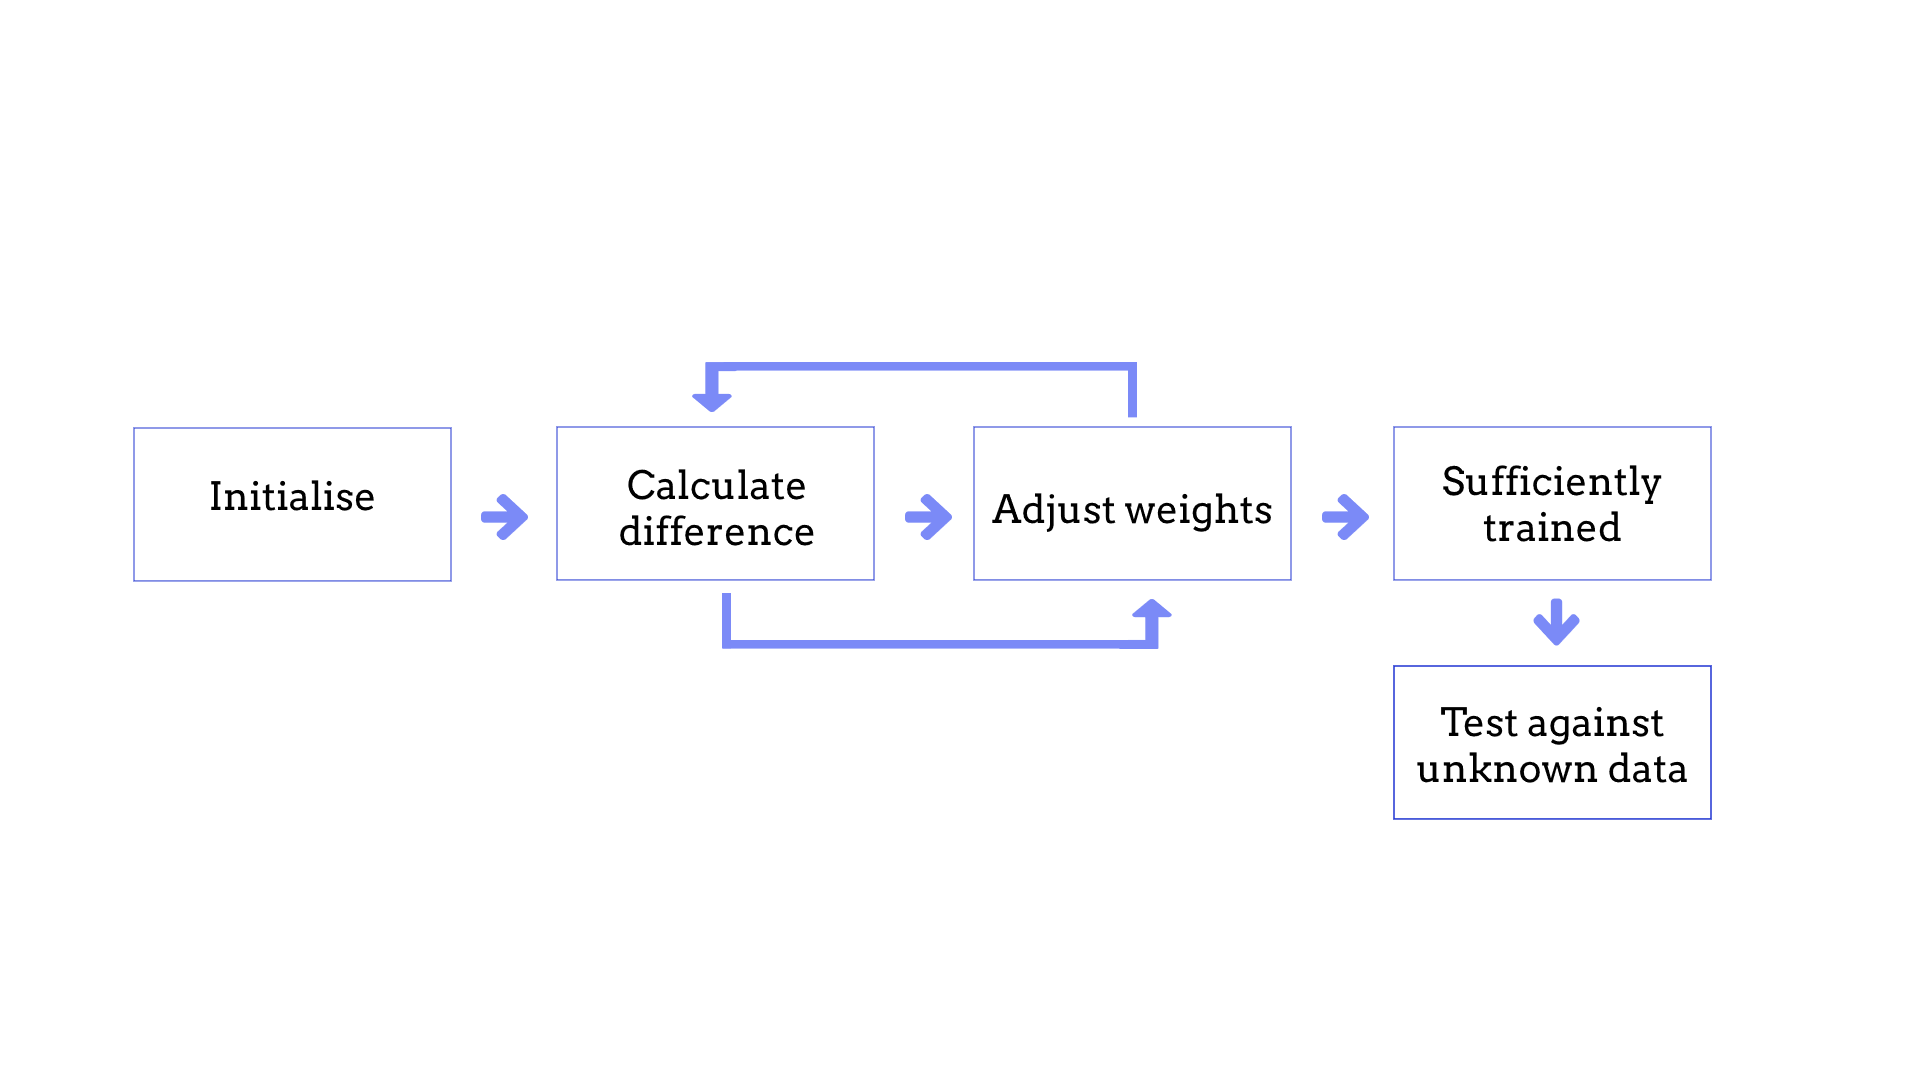 Initialise
Calculate
difference
Adjust weights
Sufficiently
trained
Test against
unknown data